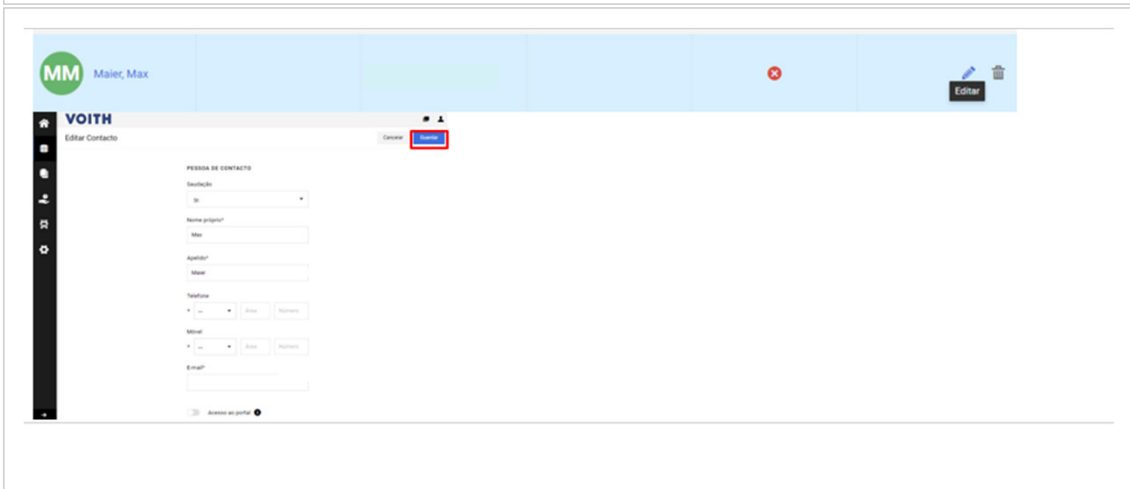 MM Maier, Max
Editar
VOITH
Editar Contacto
Cancelar Guardar
PESSOA DE CONTACTO
Saudação
Sr.
Nome próprio*
Max
Apelido*
Maier
Telefone
+ -- Área Número
Móvel
+ -- Área Número
E-mail*
Acesso ao portal